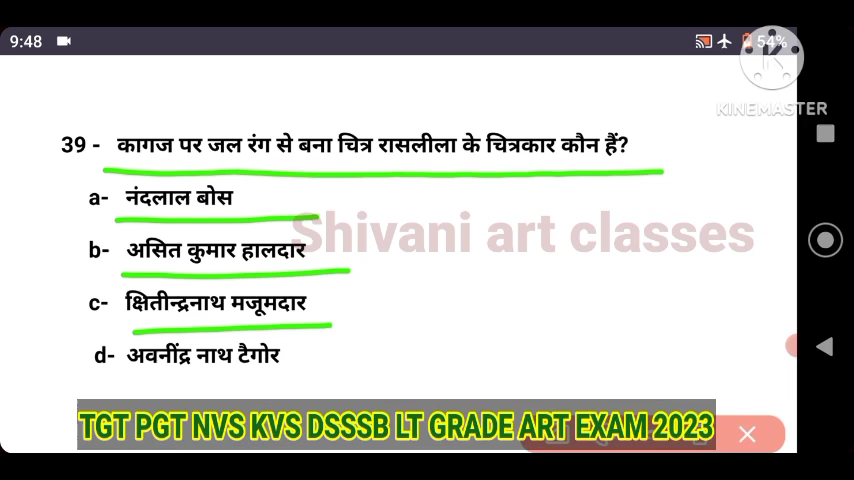 9:48
54%
KINEMASTER
39 - कागज पर जल रंग से बना चित्र रासलीला के चित्रकार कौन हैं?
a- नंदलाल बोस
Shivani art classes
b- असित कुमार हालदार
c- क्षितीन्द्रनाथ मजूमदार
d- अवनींद्र नाथ टैगोर
TGT PGT NVS KVS DSSSB LT GRADE ART EXAM 2023